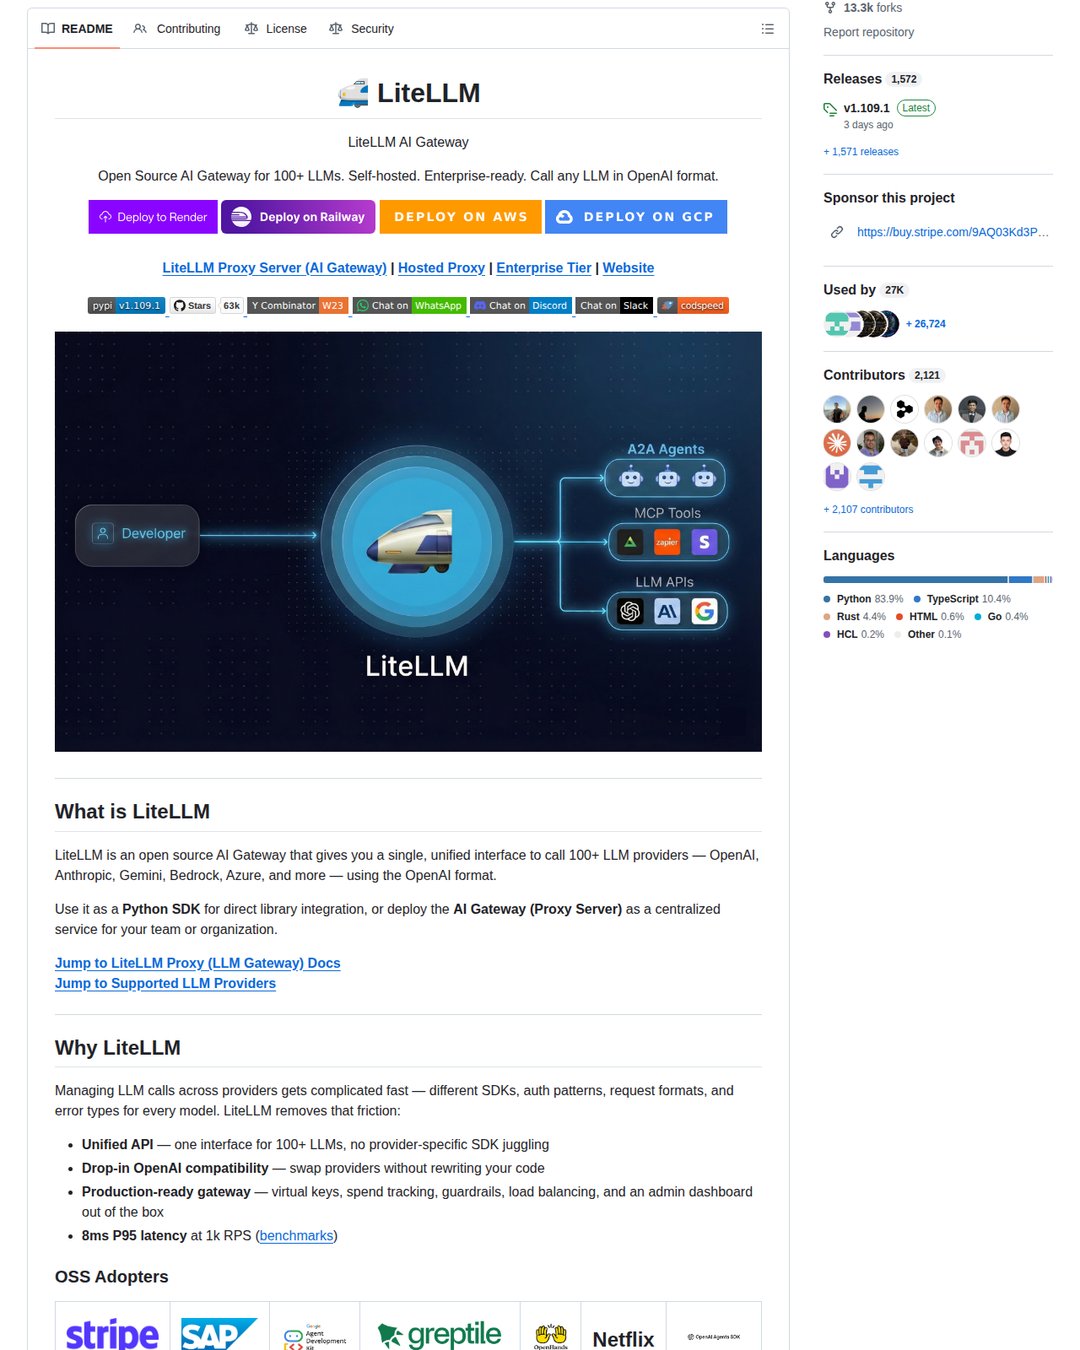 README
Contributing
License
Security
LiteLLM
LiteLLM AI Gateway
Open Source AI Gateway for 100+ LLMs. Self-hosted. Enterprise-ready. Call any LLM in OpenAI format.
Deploy to Render
Deploy on Railway
DEPLOY ON AWS
DEPLOY ON GCP
LiteLLM Proxy Server (AI Gateway) | Hosted Proxy | Enterprise Tier | Website
pypi v1.109.1
Stars 63k
Y Combinator W23
Chat on WhatsApp
Chat on Discord
Chat on Slack
codspeed
Developer
LiteLLM
A2A Agents
MCP Tools
zapier
S
LLM APIs
What is LiteLLM
LiteLLM is an open source AI Gateway that gives you a single, unified interface to call 100+ LLM providers — OpenAI,
Anthropic, Gemini, Bedrock, Azure, and more — using the OpenAI format.
Use it as a Python SDK for direct library integration, or deploy the AI Gateway (Proxy Server) as a centralized
service for your team or organization.
Jump to LiteLLM Proxy (LLM Gateway) Docs
Jump to Supported LLM Providers
Why LiteLLM
Managing LLM calls across providers gets complicated fast — different SDKs, auth patterns, request formats, and
error types for every model. LiteLLM removes that friction:
• Unified API — one interface for 100+ LLMs, no provider-specific SDK juggling
• Drop-in OpenAI compatibility — swap providers without rewriting your code
• Production-ready gateway — virtual keys, spend tracking, guardrails, load balancing, and an admin dashboard
out of the box
• 8ms P95 latency at 1k RPS (benchmarks)
OSS Adopters
stripe
SAP
Google
Agent
Development
Kit
greptile
OpenHands
Netflix
OpenAI Agents SDK
13.3k forks
Report repository
Releases 1,572
v1.109.1 Latest
3 days ago
+ 1,571 releases
Sponsor this project
https://buy.stripe.com/9AQ03Kd3P…
Used by 27K
+ 26,724
Contributors 2,121
+ 2,107 contributors
Languages
Python 83.9% TypeScript 10.4%
Rust 4.4% HTML 0.6% Go 0.4%
HCL 0.2% Other 0.1%